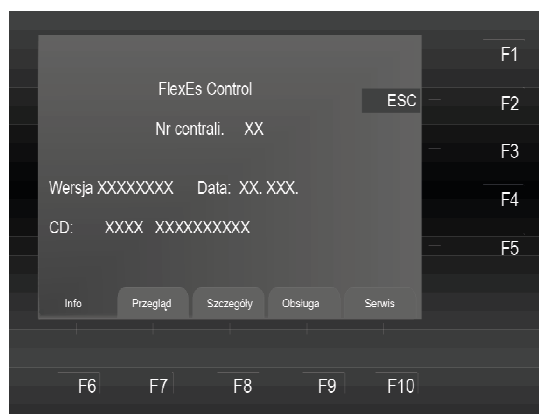 F1
FlexEs Control
ESC
F2
Nr centrali. XX
F3
Wersja XXXXXXXX Data: XX. XXX.
F4
CD: XXXX XXXXXXXXXX
F5
Info Przegląd Szczegóły Obsługa Serwis
F6 F7 F8 F9 F10